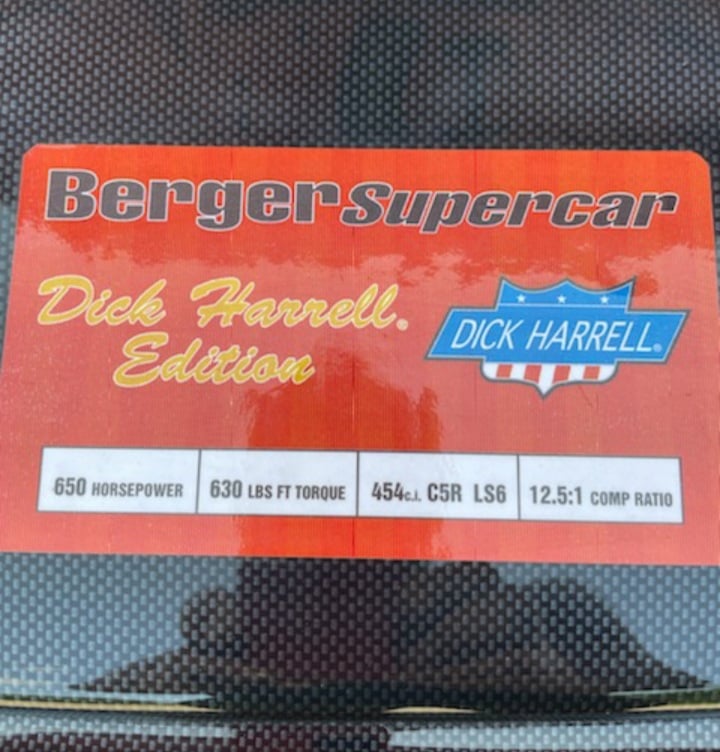 Berger Supercar
Dick Harrell®
Edition
DICK HARRELL®
650 HORSEPOWER
630 LBS FT TORQUE
454 C.I. C5R LS6
12.5:1 COMP RATIO